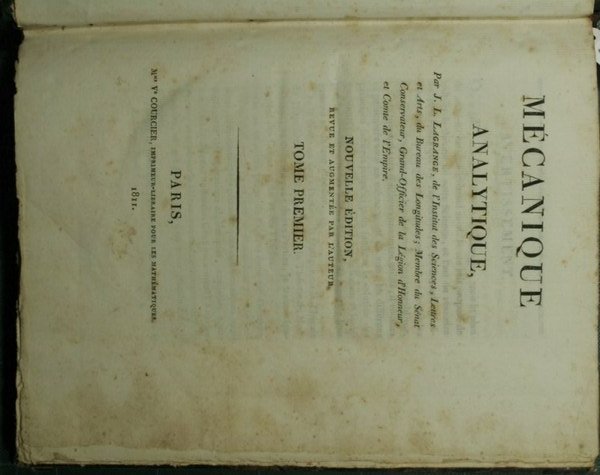 MÉCANIQUE
ANALYTIQUE,
Par J. L. LAGRANGE, de l'Institut des Sciences, Lettres
et Arts, du Bureau des Longitudes; Membre du Sénat
Conservateur, Grand-Officier de la Légion d'Honneur,
et Comte de l'Empire.
NOUVELLE ÉDITION,
REVUE ET AUGMENTÉE PAR L'AUTEUR.
TOME PREMIER.
PARIS,
Mme Ve COURCIER, IMPRIMEUR-LIBRAIRE POUR LES MATHÉMATIQUES.
1811.